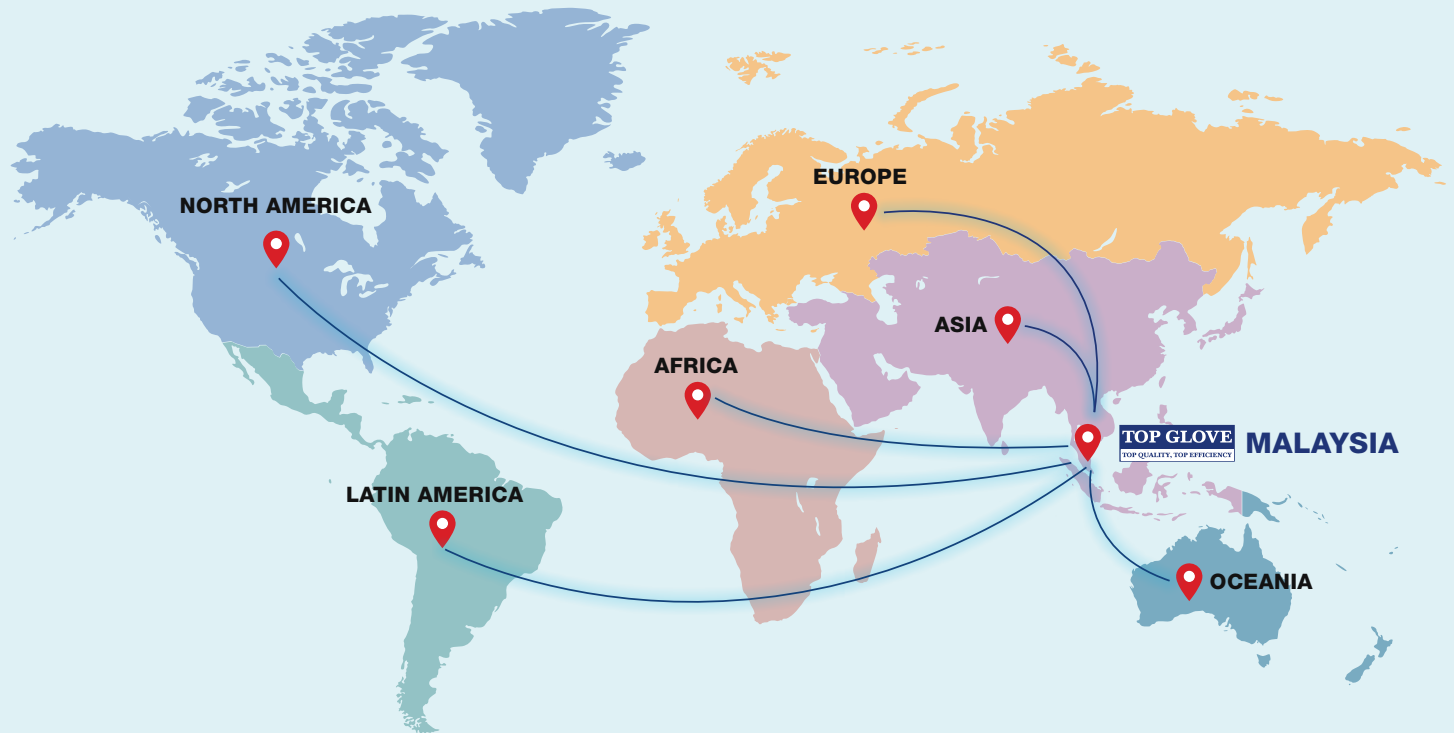 EUROPE
NORTH AMERICA
ASIA
AFRICA
TOP GLOVE
TOP QUALITY, TOP EFFICIENCY
MALAYSIA
LATIN AMERICA
OCEANIA